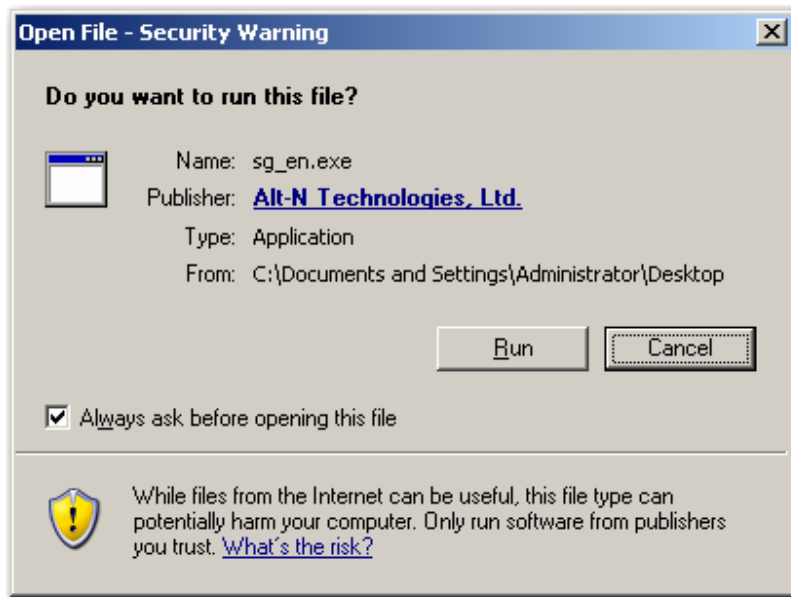 Open File - Security Warning
Do you want to run this file?
Name: sg_en.exe
Publisher: Alt-N Technologies, Ltd.
Type: Application
From: C:\Documents and Settings\Administrator\Desktop
Run Cancel
Always ask before opening this file
While files from the Internet can be useful, this file type can
potentially harm your computer. Only run software from publishers
you trust. What's the risk?